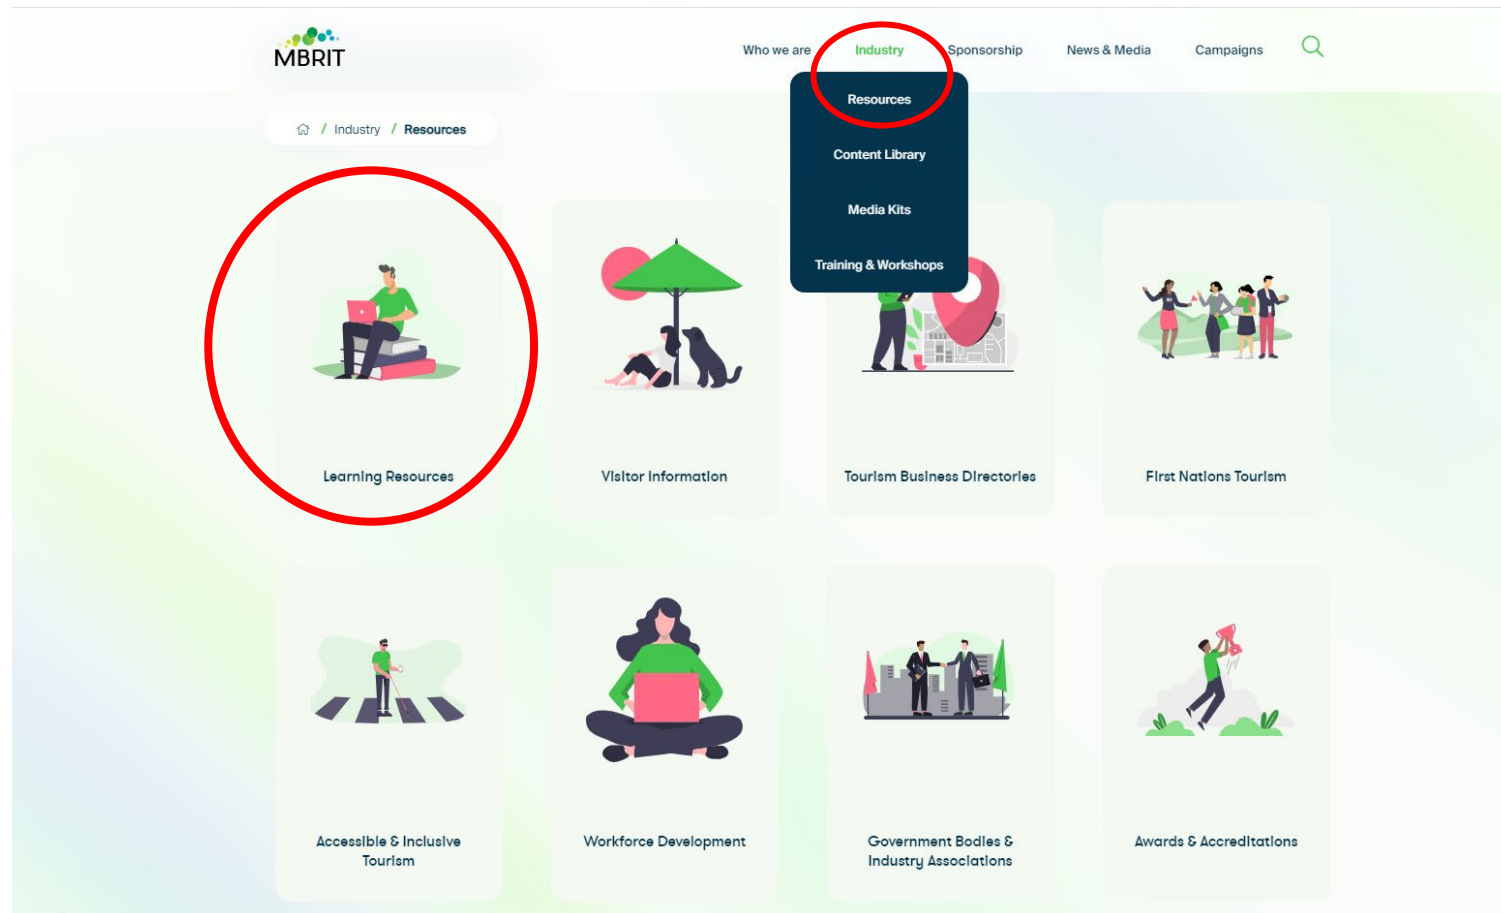 MBRIT
Who we are Industry Sponsorship News & Media Campaigns
Resources
Content Library
Media Kits
Training & Workshops
/ Industry / Resources
Learning Resources
Visitor Information
Tourism Business Directories
First Nations Tourism
Accessible & Inclusive
Tourism
Workforce Development
Government Bodies &
Industry Associations
Awards & Accreditations